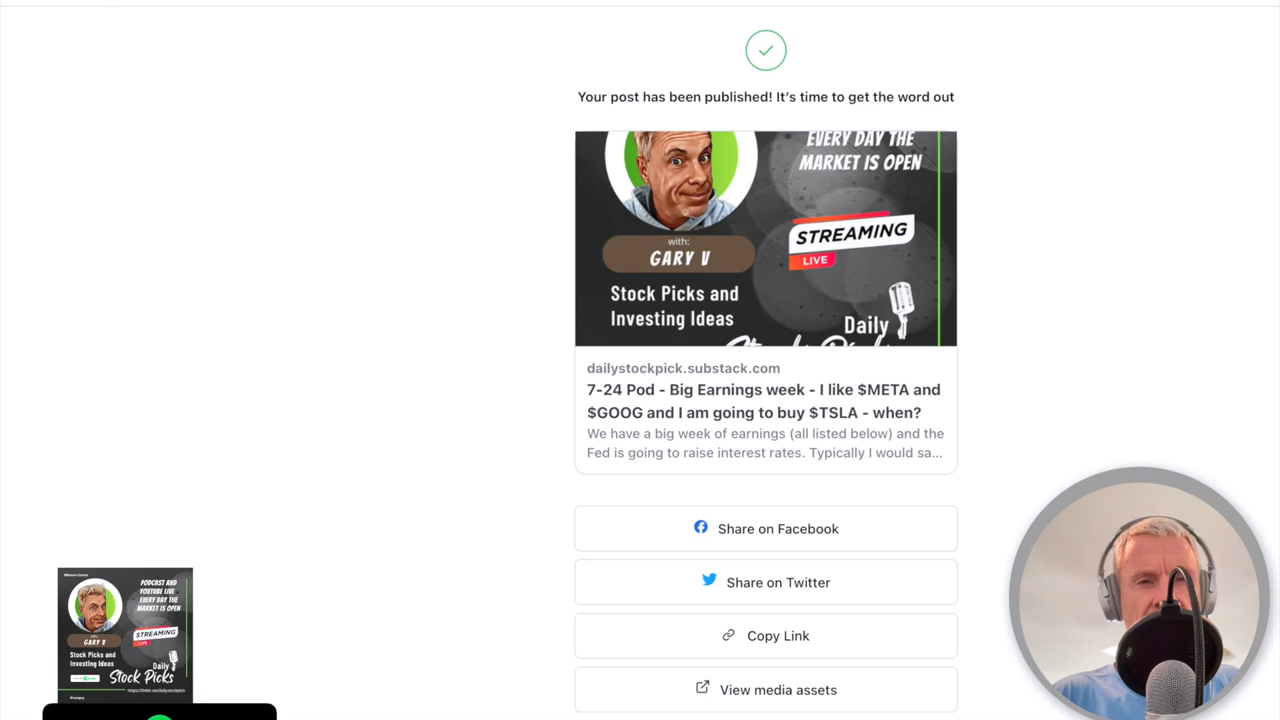 Your post has been published! It's time to get the word out
EVERY DAY THE
MARKET IS OPEN
STREAMING
LIVE
with:
GARY V
Stock Picks and
Investing Ideas
Daily
dailystockpick.substack.com
7-24 Pod - Big Earnings week - I like $META and
$GOOG and I am going to buy $TSLA - when?
We have a big week of earnings (all listed below) and the
Fed is going to raise interest rates. Typically I would sa...
Share on Facebook
Share on Twitter
Copy Link
View media assets
PODCAST AND
YOUTUBE LIVE
EVERY DAY THE
MARKET IS OPEN
STREAMING
LIVE
with:
GARY V
Stock Picks and
Investing Ideas
Daily
Stock Picks